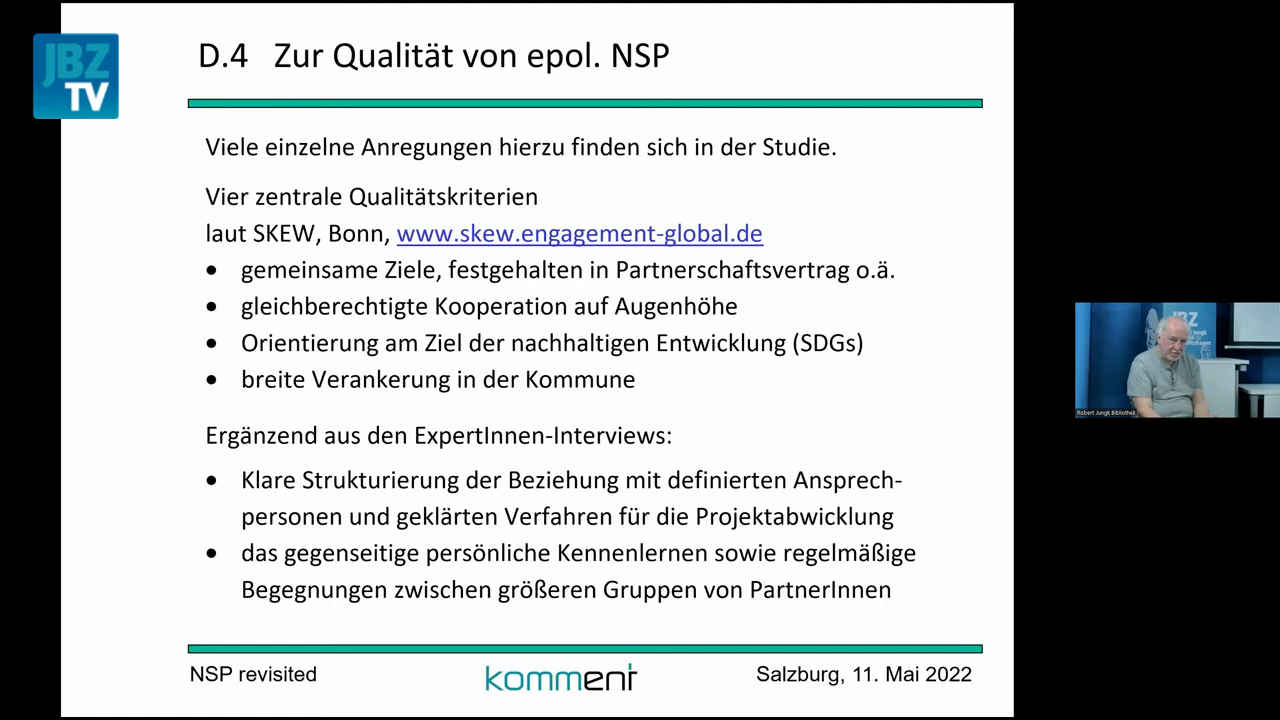 JBZ
TV
D.4 Zur Qualität von epol. NSP
Viele einzelne Anregungen hierzu finden sich in der Studie.
Vier zentrale Qualitätskriterien
laut SKEW, Bonn, www.skew.engagement-global.de
• gemeinsame Ziele, festgehalten in Partnerschaftsvertrag o.ä.
• gleichberechtigte Kooperation auf Augenhöhe
• Orientierung am Ziel der nachhaltigen Entwicklung (SDGs)
• breite Verankerung in der Kommune
Ergänzend aus den ExpertInnen-Interviews:
• Klare Strukturierung der Beziehung mit definierten Ansprech-
personen und geklärten Verfahren für die Projektabwicklung
• das gegenseitige persönliche Kennenlernen sowie regelmäßige
Begegnungen zwischen größeren Gruppen von PartnerInnen
NSP revisited
komment
Salzburg, 11. Mai 2022
JBZ
Robert Jungk Bibliothek